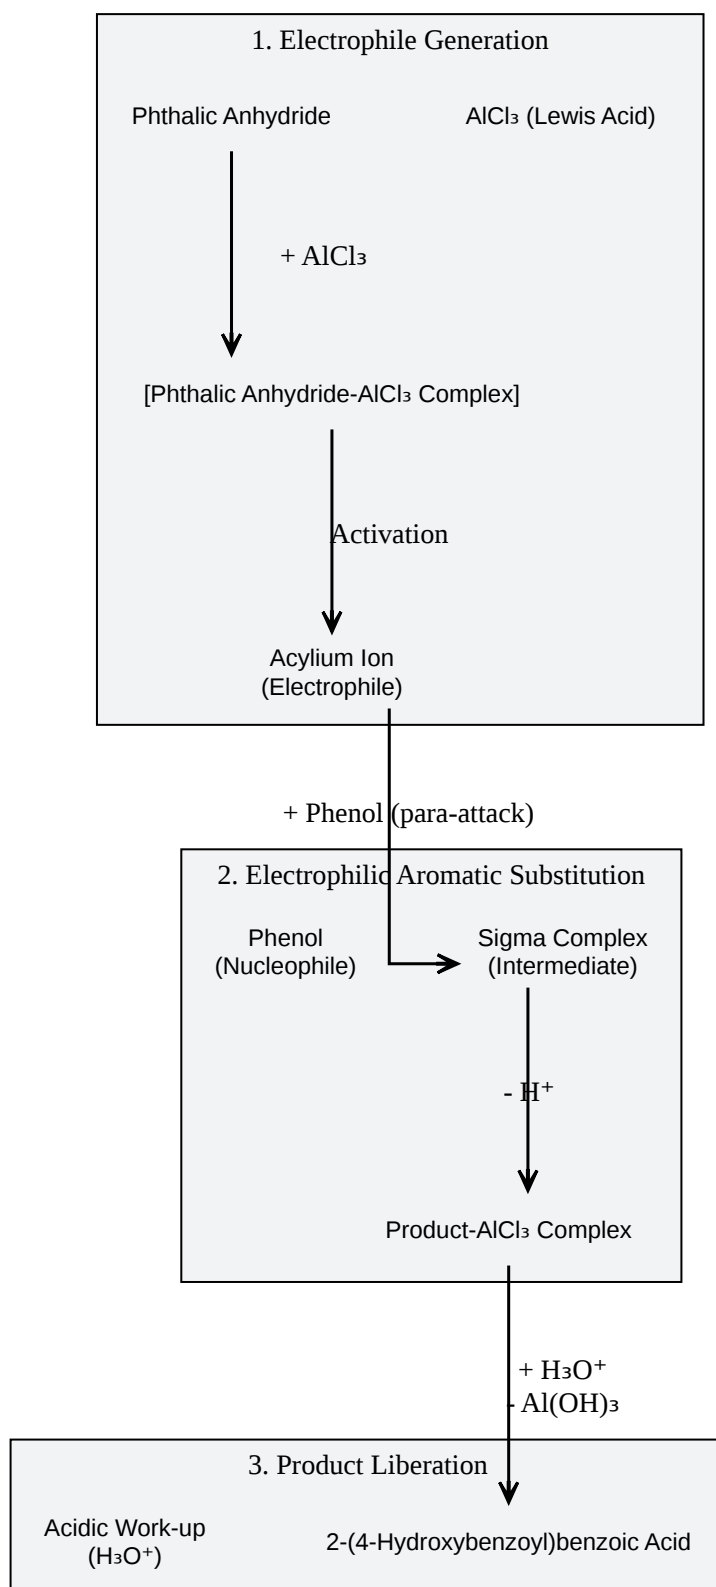 1. Electrophile Generation
Phthalic Anhydride
AlCl₃ (Lewis Acid)
+ AlCl₃
[Phthalic Anhydride-AlCl₃ Complex]
Activation
Acylium Ion
(Electrophile)
+ Phenol (para-attack)
2. Electrophilic Aromatic Substitution
Phenol
(Nucleophile)
Sigma Complex
(Intermediate)
- H⁺
Product-AlCl₃ Complex
+ H₃O⁺
- Al(OH)₃
3. Product Liberation
Acidic Work-up
(H₃O⁺)
2-(4-Hydroxybenzoyl)benzoic Acid